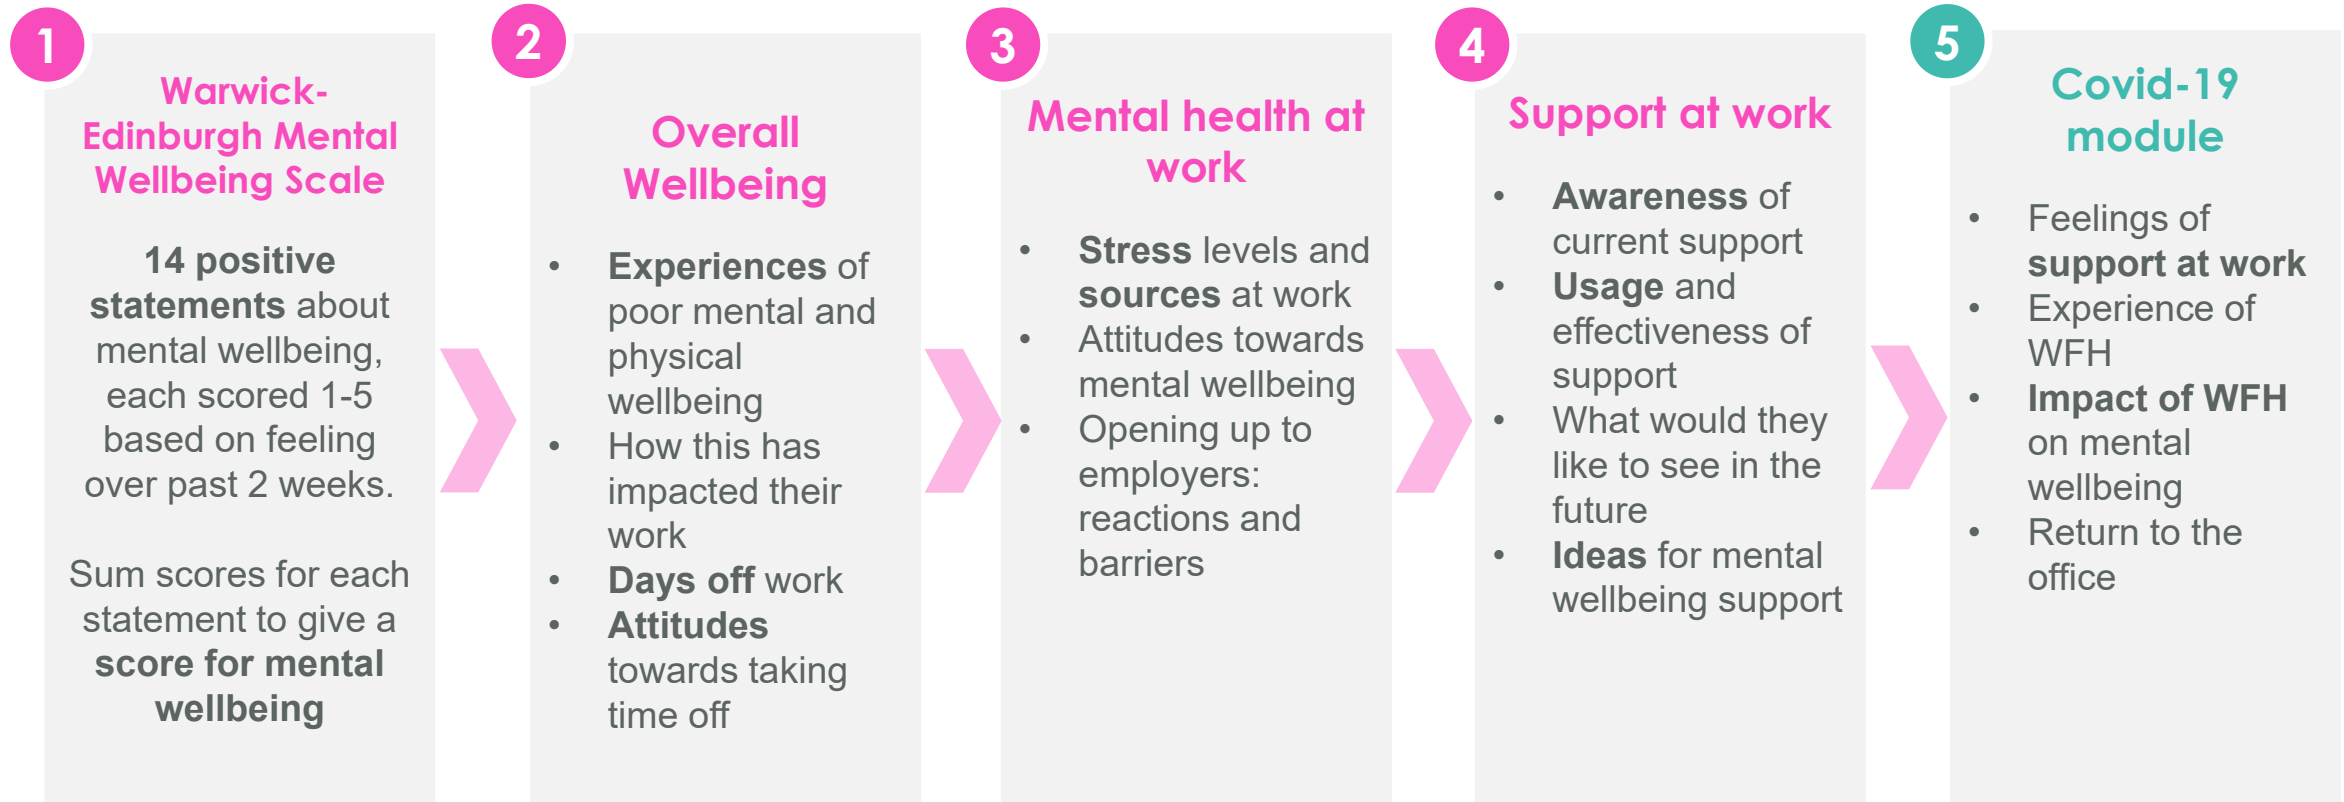 1
Warwick-
Edinburgh Mental
Wellbeing Scale
14 positive
statements about
mental wellbeing,
each scored 1-5
based on feeling
over past 2 weeks.
Sum scores for each
statement to give a
score for mental
wellbeing
2
Overall
Wellbeing
• Experiences of
poor mental and
physical
wellbeing
• How this has
impacted their
work
• Days off work
• Attitudes
towards taking
time off
3
Mental health at
work
• Stress levels and
sources at work
• Attitudes towards
mental wellbeing
• Opening up to
employers:
reactions and
barriers
4
Support at work
• Awareness of
current support
• Usage and
effectiveness of
support
• What would they
like to see in the
future
• Ideas for mental
wellbeing support
5
Covid-19
module
• Feelings of
support at work
• Experience of
WFH
• Impact of WFH
on mental
wellbeing
• Return to the
office